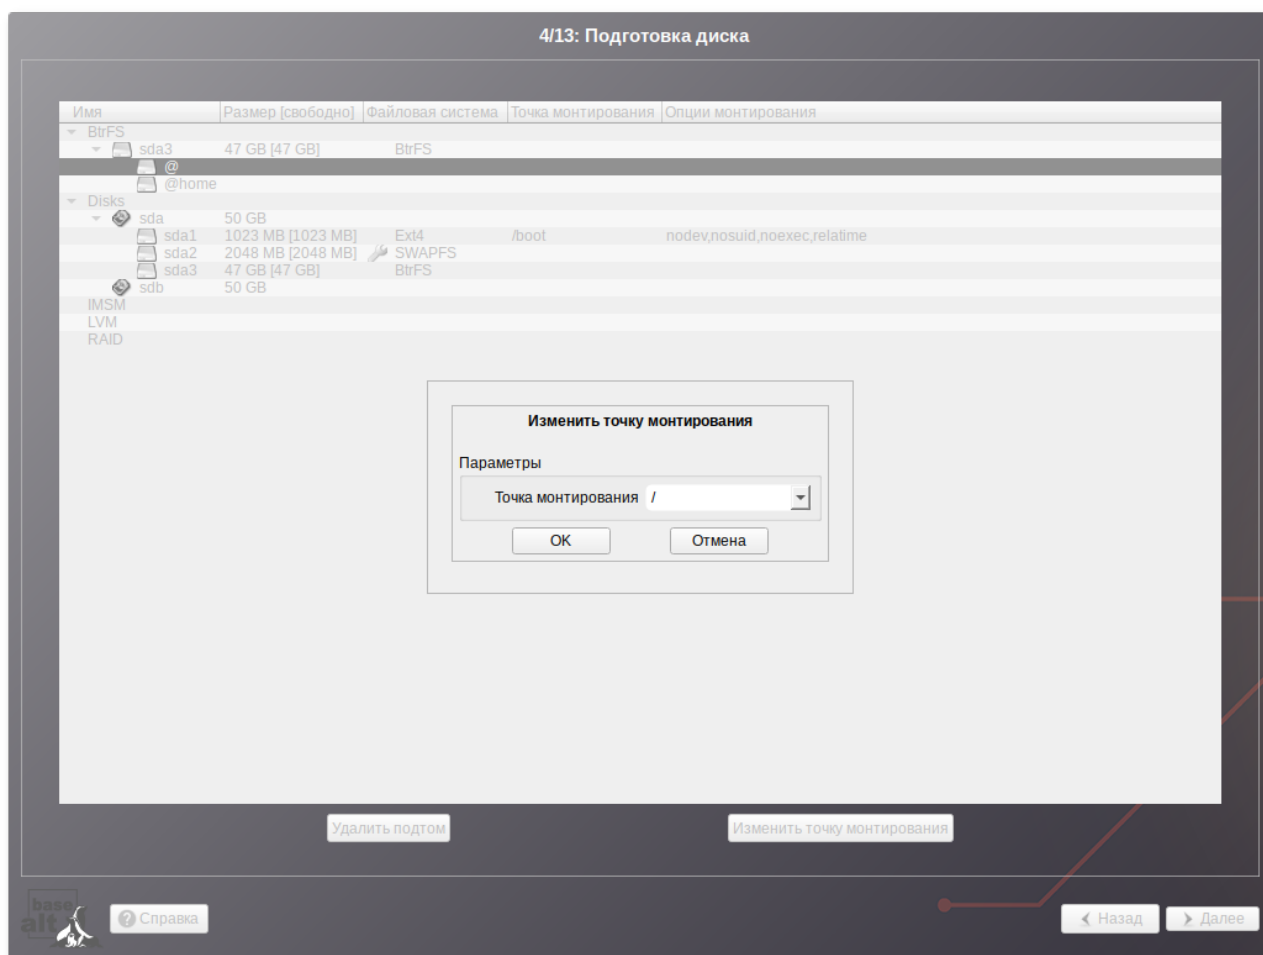 4/13: Подготовка диска
Имя Размер [свободно] Файловая система Точка монтирования Опции монтирования
BtrFS
sda3 47 GB [47 GB] BtrFS
@
@home
Disks
sda 50 GB
sda1 1023 MB [1023 MB] Ext4 /boot nodev,nosuid,noexec,relatime
sda2 2048 MB [2048 MB] SWAPFS
sda3 47 GB [47 GB] BtrFS
sdb 50 GB
IMSM
LVM
RAID
Изменить точку монтирования
Параметры
Точка монтирования /
OK Отмена
Удалить подтом Изменить точку монтирования
base
alt
Справка Назад Далее